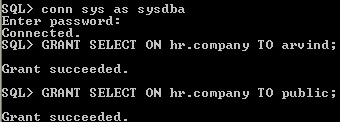 SQL> conn sys as sysdba
Enter password:
Connected.
SQL> GRANT SELECT ON hr.company TO arvind;
Grant succeeded.
SQL> GRANT SELECT ON hr.company TO public;
Grant succeeded.